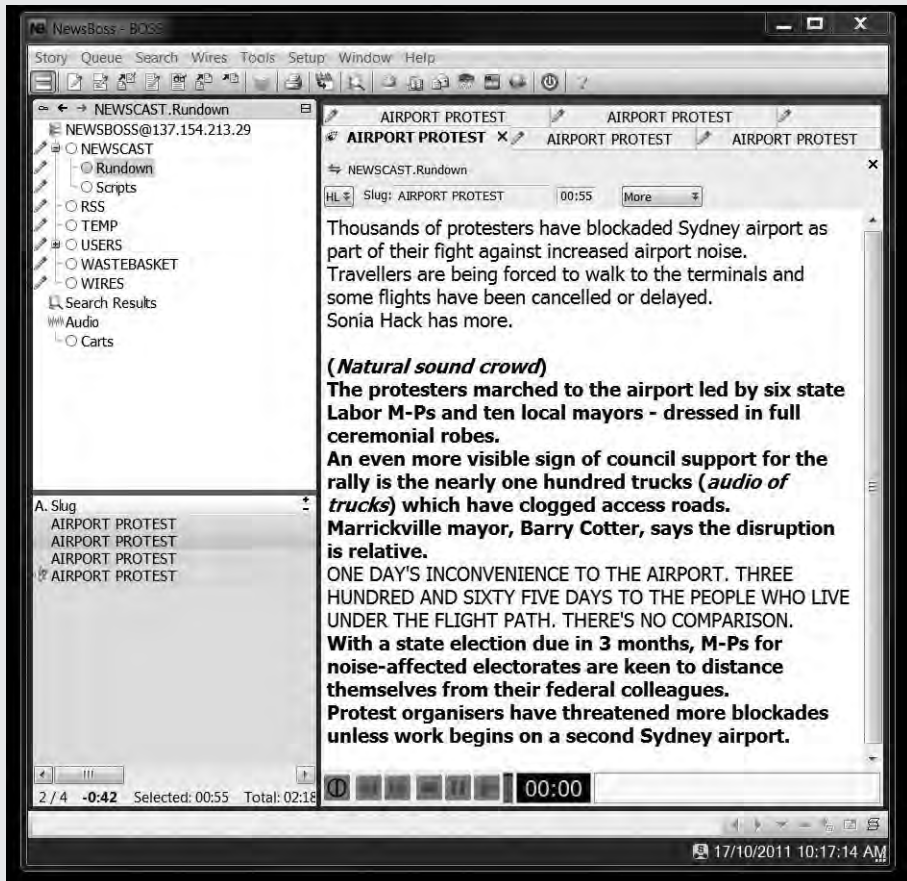 NB NewsBoss - BOSS
Story Queue Search Wires Tools Setup Window Help
NEWSCAST.Rundown
NEWSBOSS@137.154.213.29
NEWSCAST
Rundown
Scripts
RSS
TEMP
USERS
WASTEBASKET
WIRES
Search Results
Audio
Carts
A. Slug
AIRPORT PROTEST
AIRPORT PROTEST
AIRPORT PROTEST
AIRPORT PROTEST
2 / 4 -0:42 Selected: 00:55 Total: 02:18
AIRPORT PROTEST AIRPORT PROTEST
AIRPORT PROTEST X AIRPORT PROTEST AIRPORT PROTEST
NEWSCAST.Rundown
HL Slug: AIRPORT PROTEST 00:55 More
Thousands of protesters have blockaded Sydney airport as
part of their fight against increased airport noise.
Travellers are being forced to walk to the terminals and
some flights have been cancelled or delayed.
Sonia Hack has more.
(Natural sound crowd)
The protesters marched to the airport led by six state
Labor M-Ps and ten local mayors - dressed in full
ceremonial robes.
An even more visible sign of council support for the
rally is the nearly one hundred trucks (audio of
trucks) which have clogged access roads.
Marrickville mayor, Barry Cotter, says the disruption
is relative.
ONE DAY'S INCONVENIENCE TO THE AIRPORT. THREE
HUNDRED AND SIXTY FIVE DAYS TO THE PEOPLE WHO LIVE
UNDER THE FLIGHT PATH. THERE'S NO COMPARISON.
With a state election due in 3 months, M-Ps for
noise-affected electorates are keen to distance
themselves from their federal colleagues.
Protest organisers have threatened more blockades
unless work begins on a second Sydney airport.
00:00
17/10/2011 10:17:14 AM